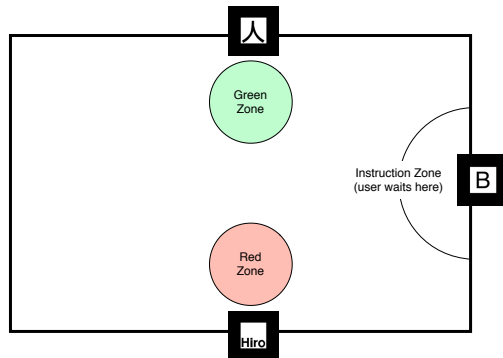 人
Green
Zone
Instruction Zone
(user waits here)
B
Red
Zone
Hiro